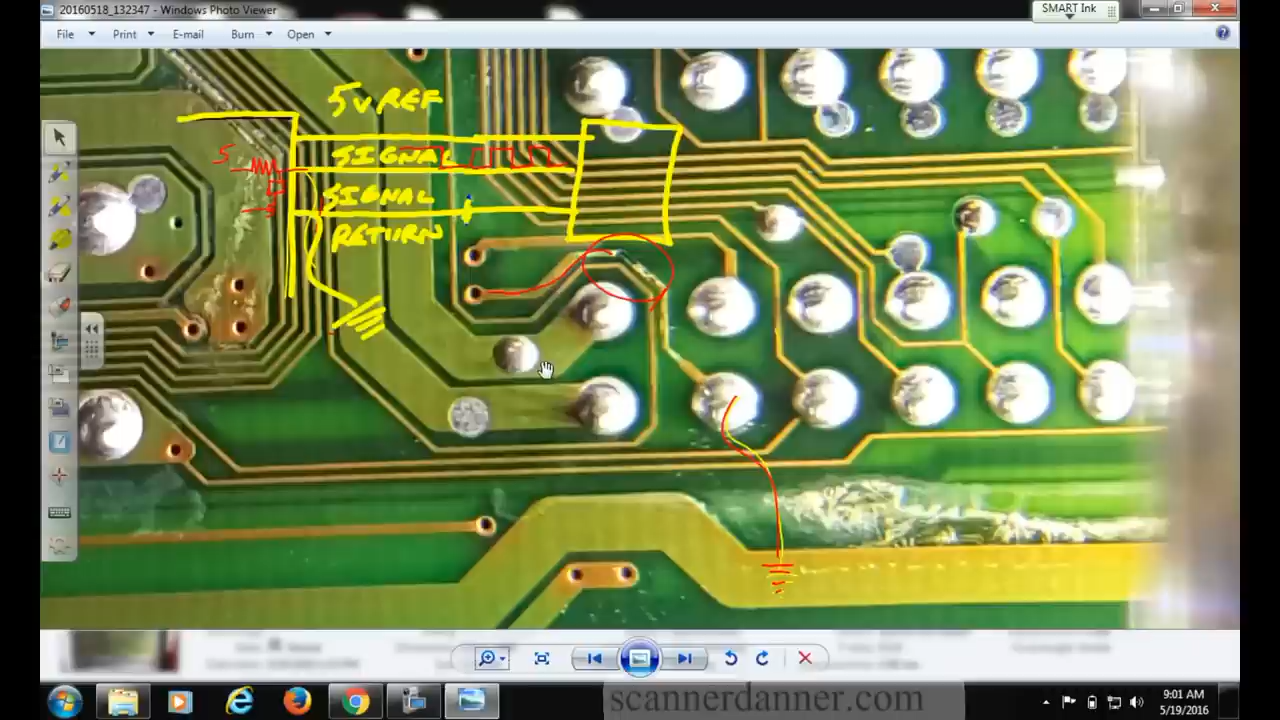 20160518_132347 - Windows Photo Viewer
SMART Ink
File Print E-mail Burn Open
5V REF
SIGNAL
5
SIGNAL
RETURN
scannerdanner.com
9:01 AM
5/19/2016